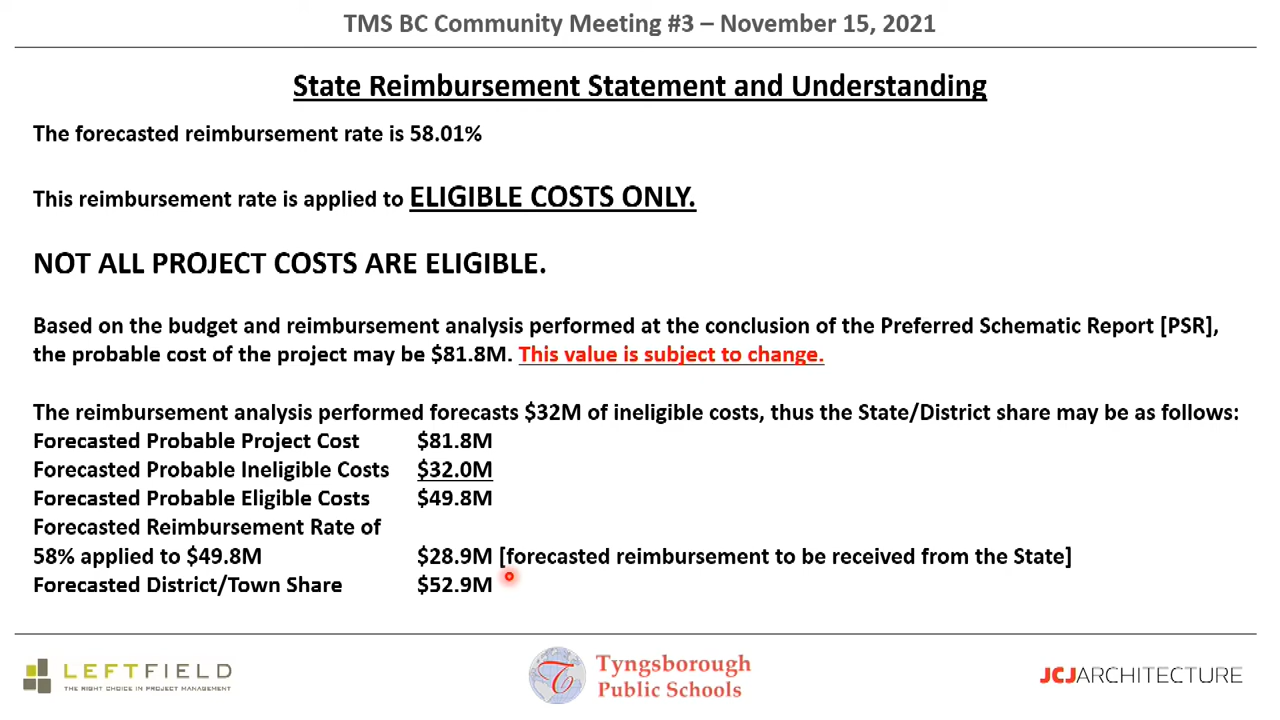 TMS BC Community Meeting #3 – November 15, 2021
State Reimbursement Statement and Understanding
The forecasted reimbursement rate is 58.01%
This reimbursement rate is applied to ELIGIBLE COSTS ONLY.
NOT ALL PROJECT COSTS ARE ELIGIBLE.
Based on the budget and reimbursement analysis performed at the conclusion of the Preferred Schematic Report [PSR],
the probable cost of the project may be $81.8M. This value is subject to change.
The reimbursement analysis performed forecasts $32M of ineligible costs, thus the State/District share may be as follows:
Forecasted Probable Project Cost $81.8M
Forecasted Probable Ineligible Costs $32.0M
Forecasted Probable Eligible Costs $49.8M
Forecasted Reimbursement Rate of
58% applied to $49.8M $28.9M [forecasted reimbursement to be received from the State]
Forecasted District/Town Share $52.9M
LEFTFIELD
THE RIGHT CHOICE IN PROJECT MANAGEMENT
T
Tyngsborough
Public Schools
JCJARCHITECTURE